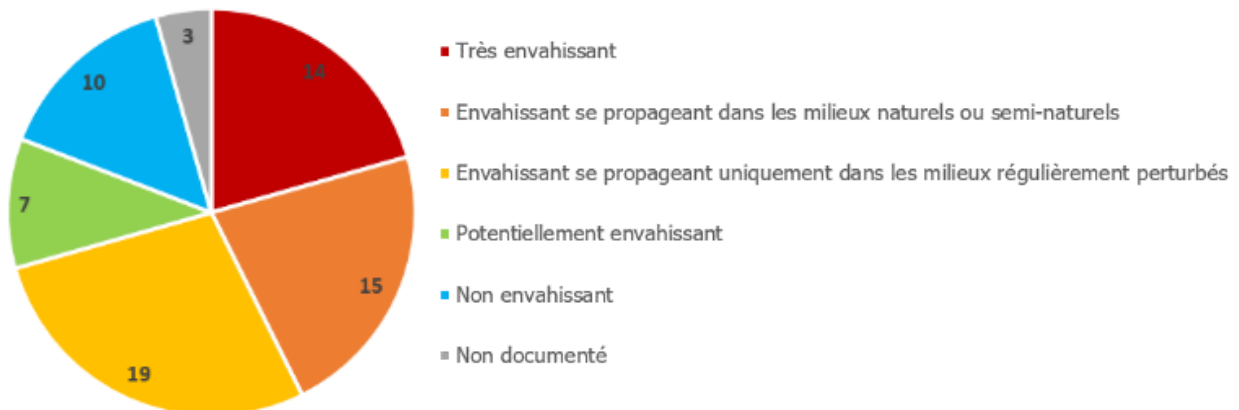 3
14
10
7
15
19
Très envahissant
Envahissant se propageant dans les milieux naturels ou semi-naturels
Envahissant se propageant uniquement dans les milieux régulièrement perturbés
Potentiellement envahissant
Non envahissant
Non documenté